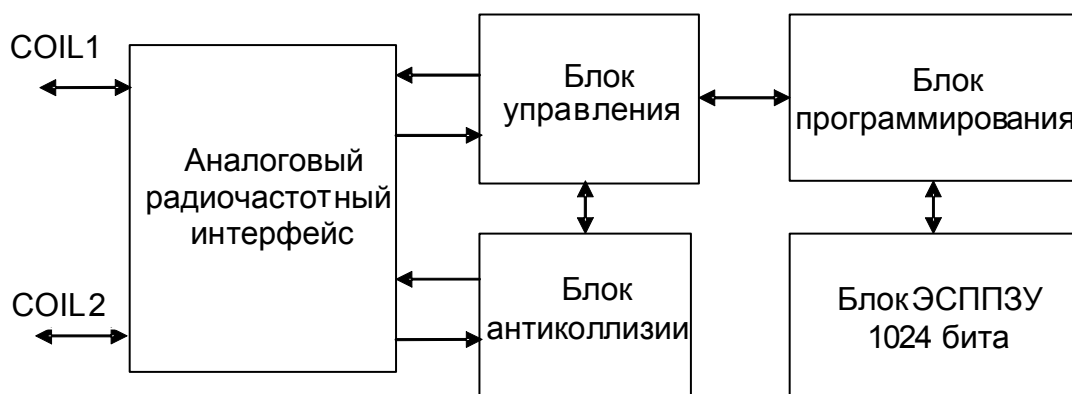 COIL1
COIL2
Аналоговый
радиочастотный
интерфейс
Блок
управления
Блок
программирования
Блок
антиколлизии
Блок ЭСППЗУ
1024 бита